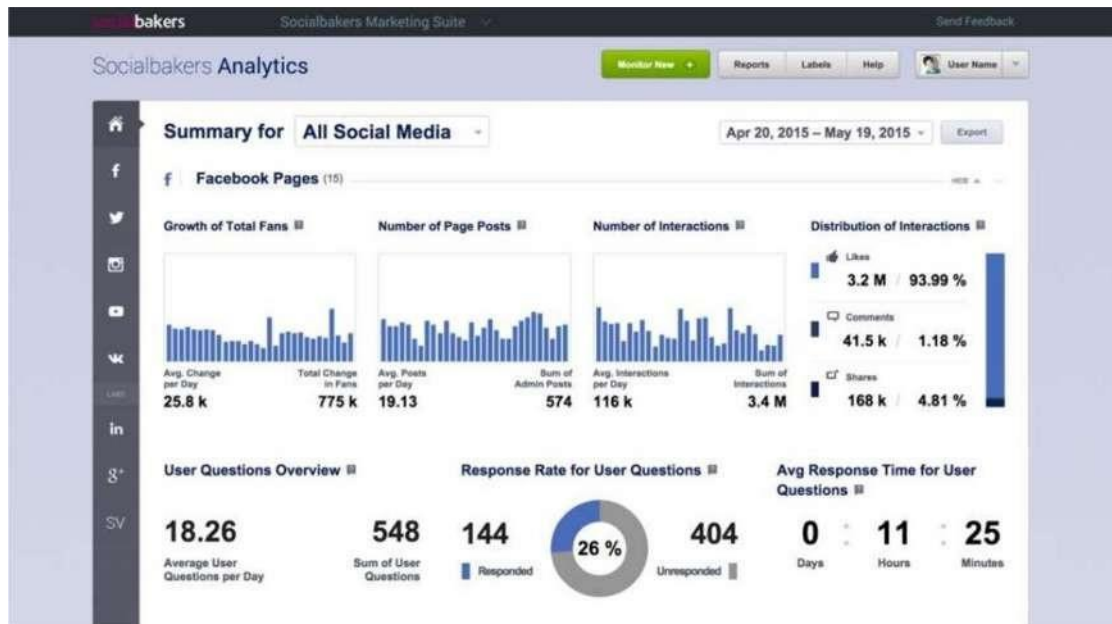 socialbakers
Socialbakers Marketing Suite
Send Feedback
Socialbakers Analytics
Monitor New +
Reports
Labels
Help
User Name
Summary for All Social Media
Apr 20, 2015 – May 19, 2015
Export
f
Facebook Pages (15)
HIDE
Growth of Total Fans
Number of Page Posts
Number of Interactions
Distribution of Interactions
Likes
3.2 M / 93.99 %
Comments
41.5 k / 1.18 %
Shares
168 k / 4.81 %
Avg. Change
per Day
25.8 k
Total Change
in Fans
775 k
Avg. Posts
per Day
19.13
Sum of
Admin Posts
574
Avg. Interactions
per Day
116 k
Sum of
Interactions
3.4 M
LABS
in
g+
SV
User Questions Overview
18.26
Average User
Questions per Day
548
Sum of User
Questions
Response Rate for User Questions
144
Responded
26 %
404
Unresponded
Avg Response Time for User
Questions
0 : 11 : 25
Days
Hours
Minutes